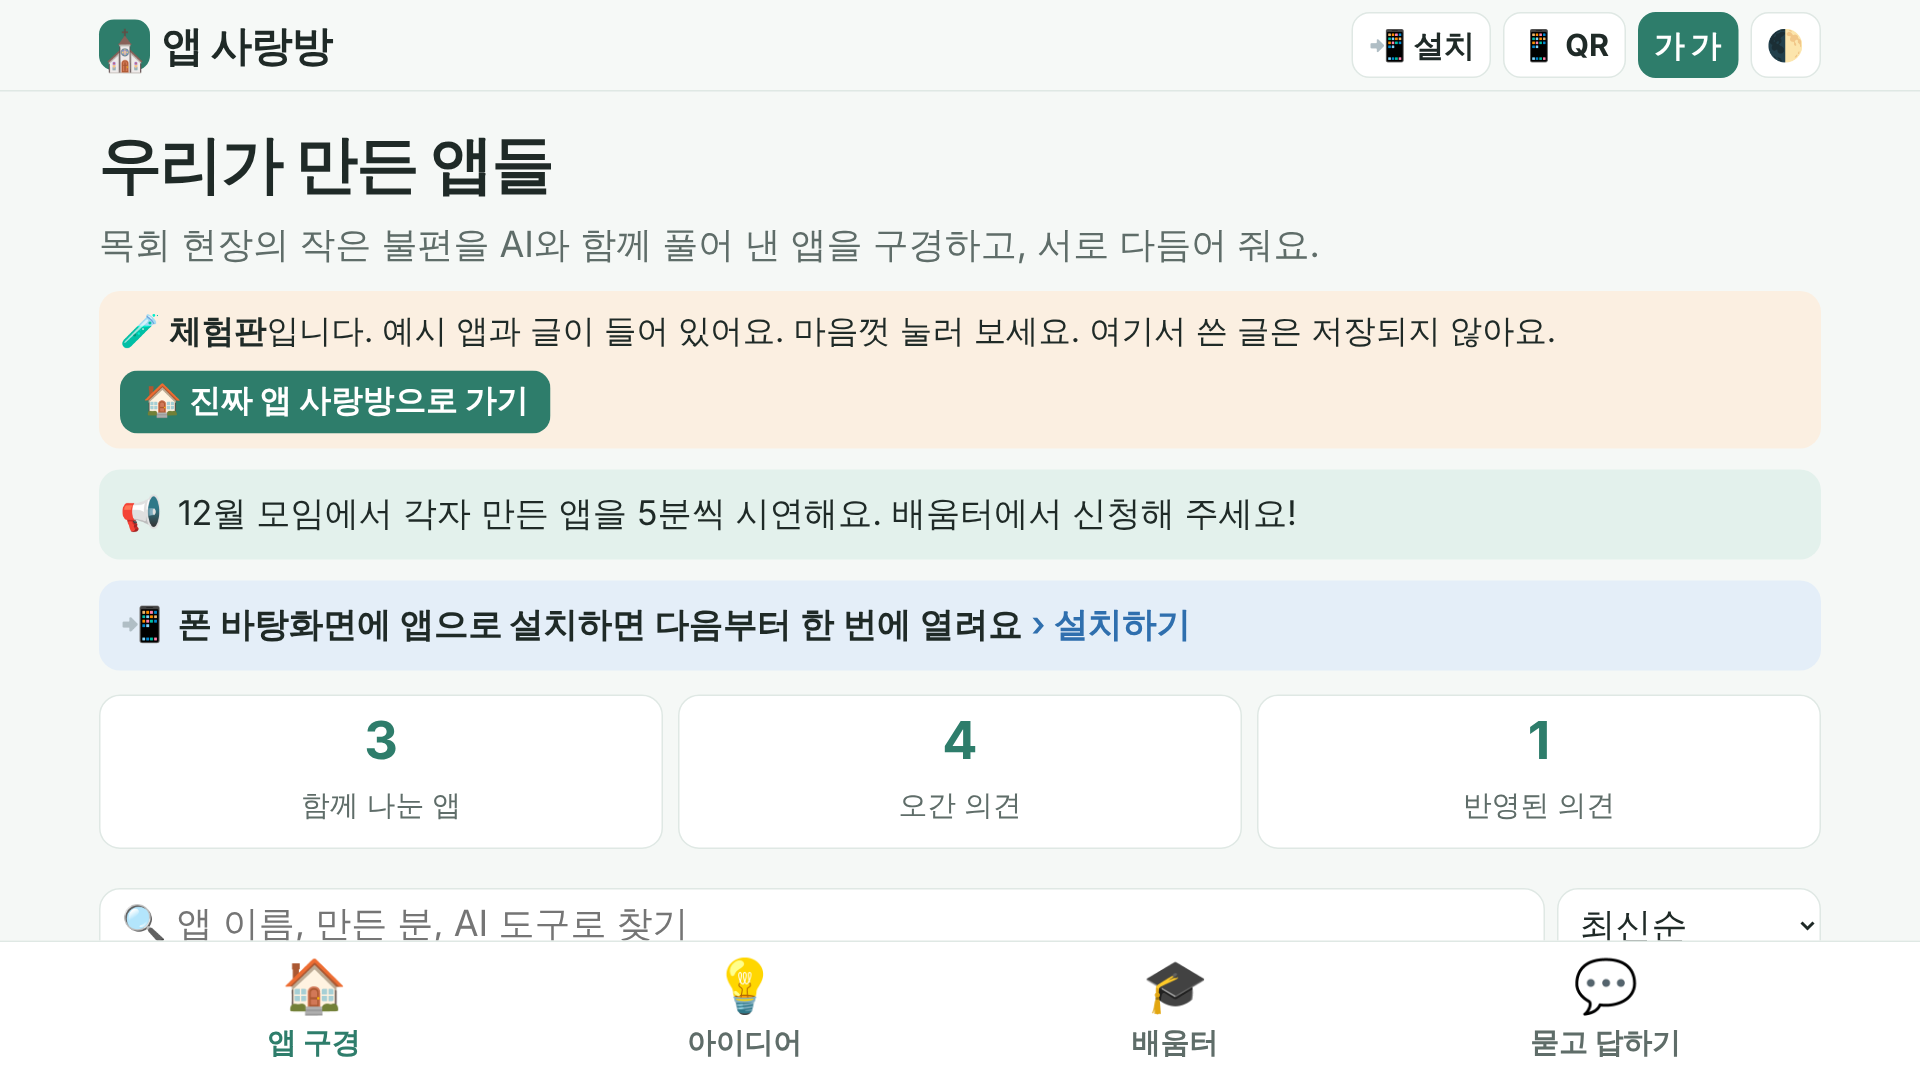 앱 사랑방
설치
QR
가 가
우리가 만든 앱들
목회 현장의 작은 불편을 AI와 함께 풀어 낸 앱을 구경하고, 서로 다듬어 줘요.
체험판입니다. 예시 앱과 글이 들어 있어요. 마음껏 눌러 보세요. 여기서 쓴 글은 저장되지 않아요.
진짜 앱 사랑방으로 가기
12월 모임에서 각자 만든 앱을 5분씩 시연해요. 배움터에서 신청해 주세요!
폰 바탕화면에 앱으로 설치하면 다음부터 한 번에 열려요 › 설치하기
3
함께 나눈 앱
4
오간 의견
1
반영된 의견
앱 이름, 만든 분, AI 도구로 찾기
최신순
앱 구경
아이디어
배움터
묻고 답하기